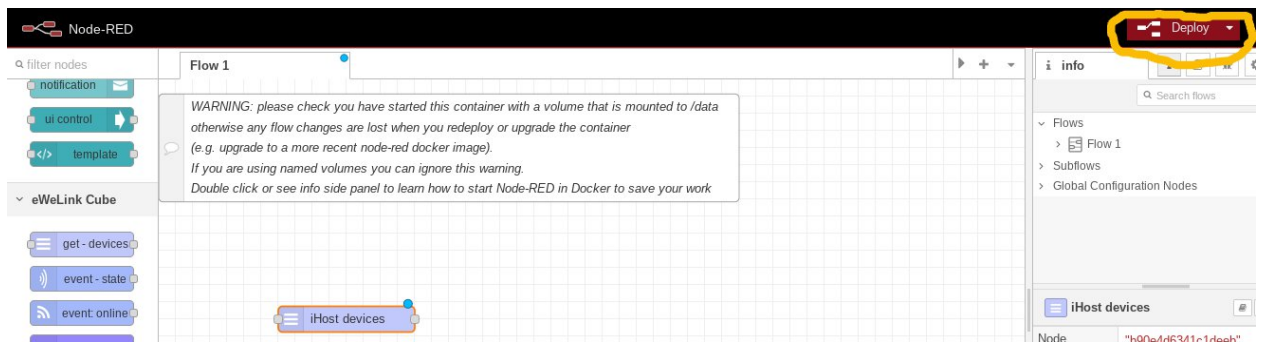 Node-RED
Deploy
filter nodes
Flow 1
info
notification
WARNING: please check you have started this container with a volume that is mounted to /data
otherwise any flow changes are lost when you redeploy or upgrade the container
(e.g. upgrade to a more recent node-red docker image).
If you are using named volumes you can ignore this warning.
Double click or see info side panel to learn how to start Node-RED in Docker to save your work
ui control
template
eWeLink Cube
get - devices
event - state
event: online
iHost devices
Search flows
Flows
Flow 1
Subflows
Global Configuration Nodes
iHost devices
Node
"b90e4d6341c1deeb"